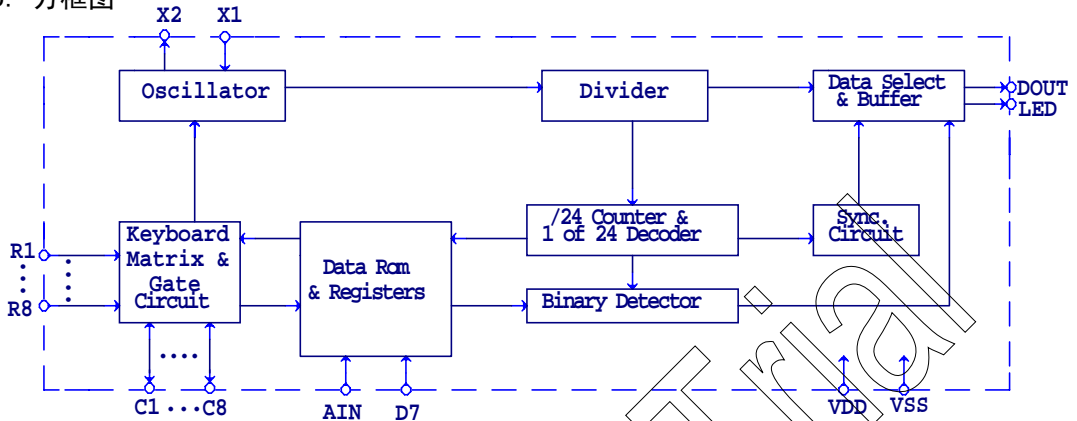 方框图
X2 X1
Oscillator
Divider
Data Select
& Buffer
DOUT
LED
/24 Counter &
1 of 24 Decoder
Sync.
Circuit
Keyboard
Matrix &
Gate
Circuit
R1
R8
Data Rom
& Registers
Binary Detector
C1 ...C8
AIN D7
VDD VSS
Trial